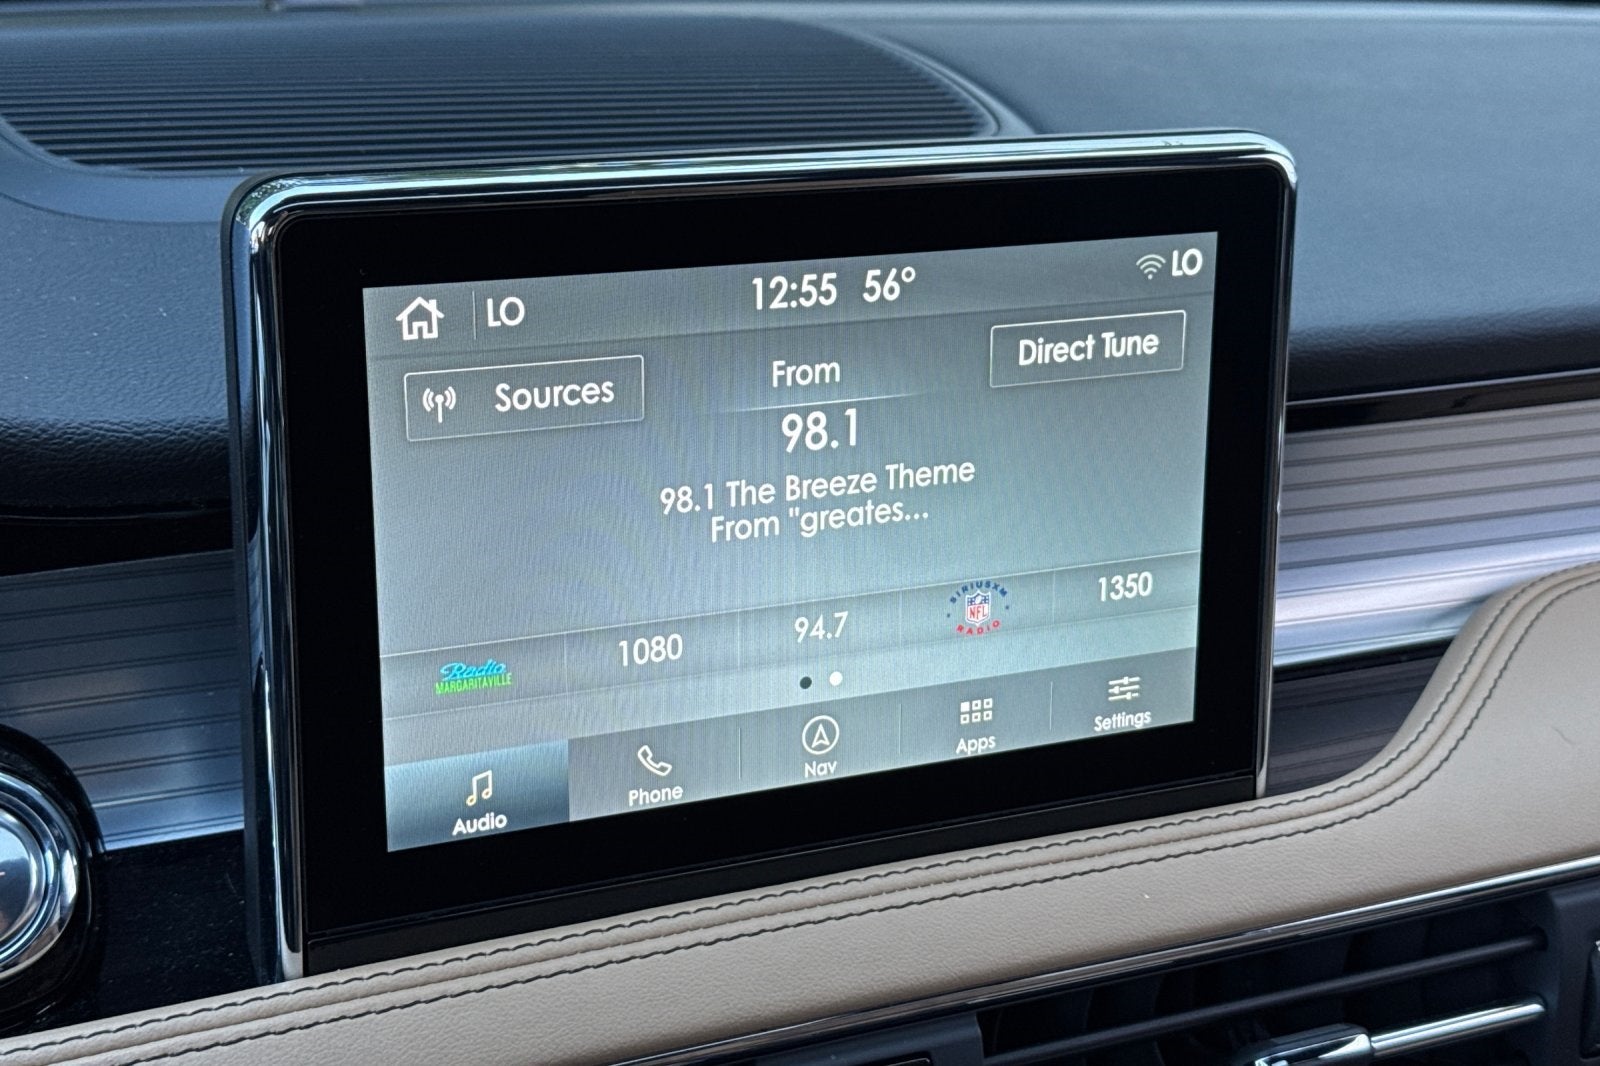 LO
12:55 56°
LO
Sources
From
Direct Tune
98.1
98.1 The Breeze Theme
From "greates...
Radio
MARGARITAVILLE
1080
94.7
SIRIUSXM
NFL
RADIO
1350
Audio
Phone
Nav
Apps
Settings